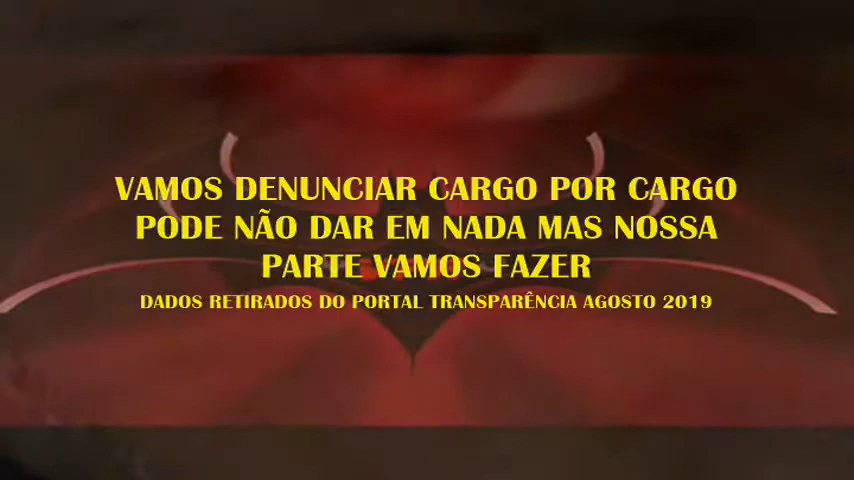 VAMOS DENUNCIAR CARGO POR CARGO
PODE NÃO DAR EM NADA MAS NOSSA
PARTE VAMOS FAZER
DADOS RETIRADOS DO PORTAL TRANSPARÊNCIA AGOSTO 2019